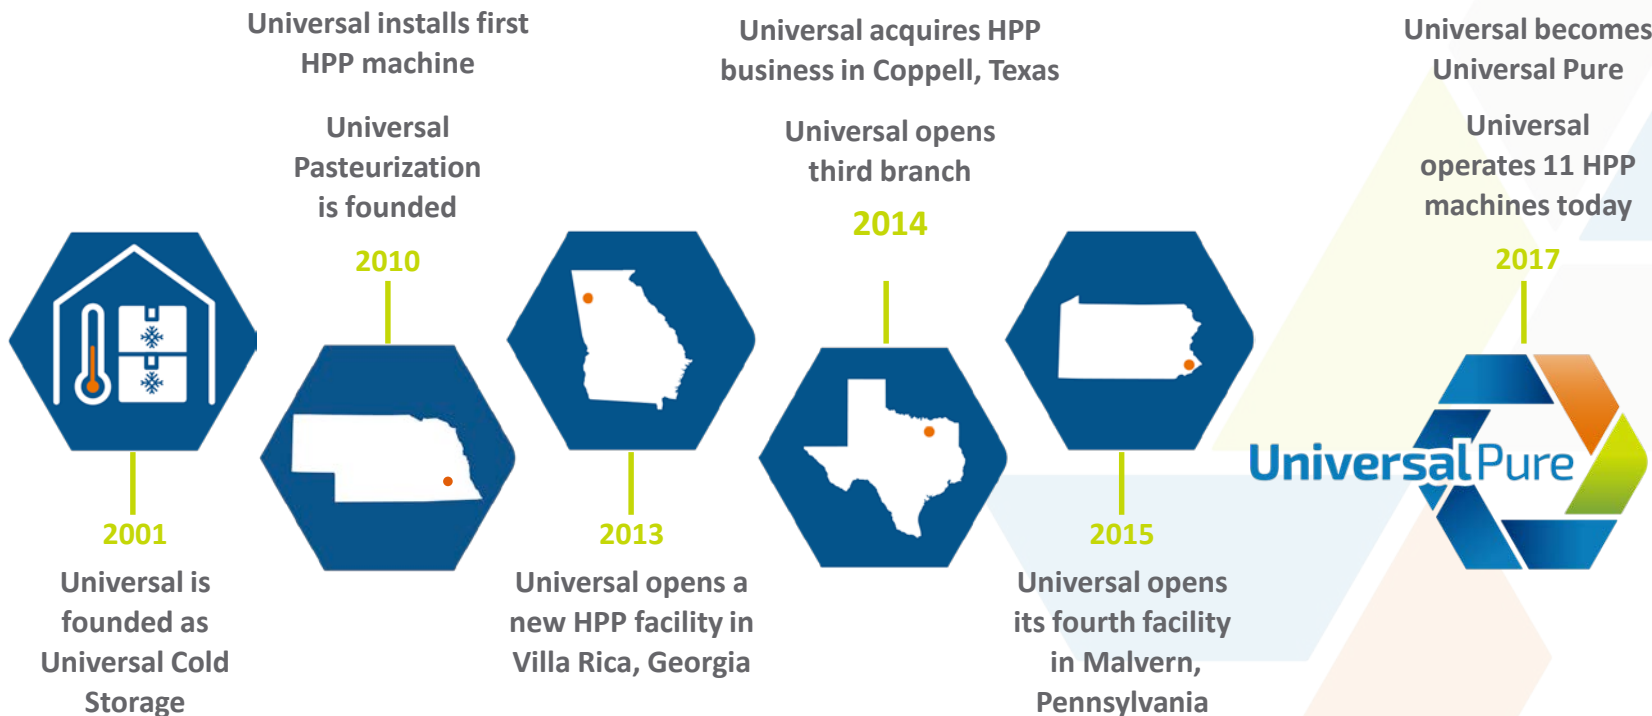 Universal installs first
HPP machine
Universal
Pasteurization
is founded
2010
Universal acquires HPP
business in Coppell, Texas
Universal opens
third branch
2014
Universal becomes
Universal Pure
Universal
operates 11 HPP
machines today
2017
2001
Universal is
founded as
Universal Cold
Storage
2013
Universal opens a
new HPP facility in
Villa Rica, Georgia
2015
Universal opens
its fourth facility
in Malvern,
Pennsylvania
UniversalPure